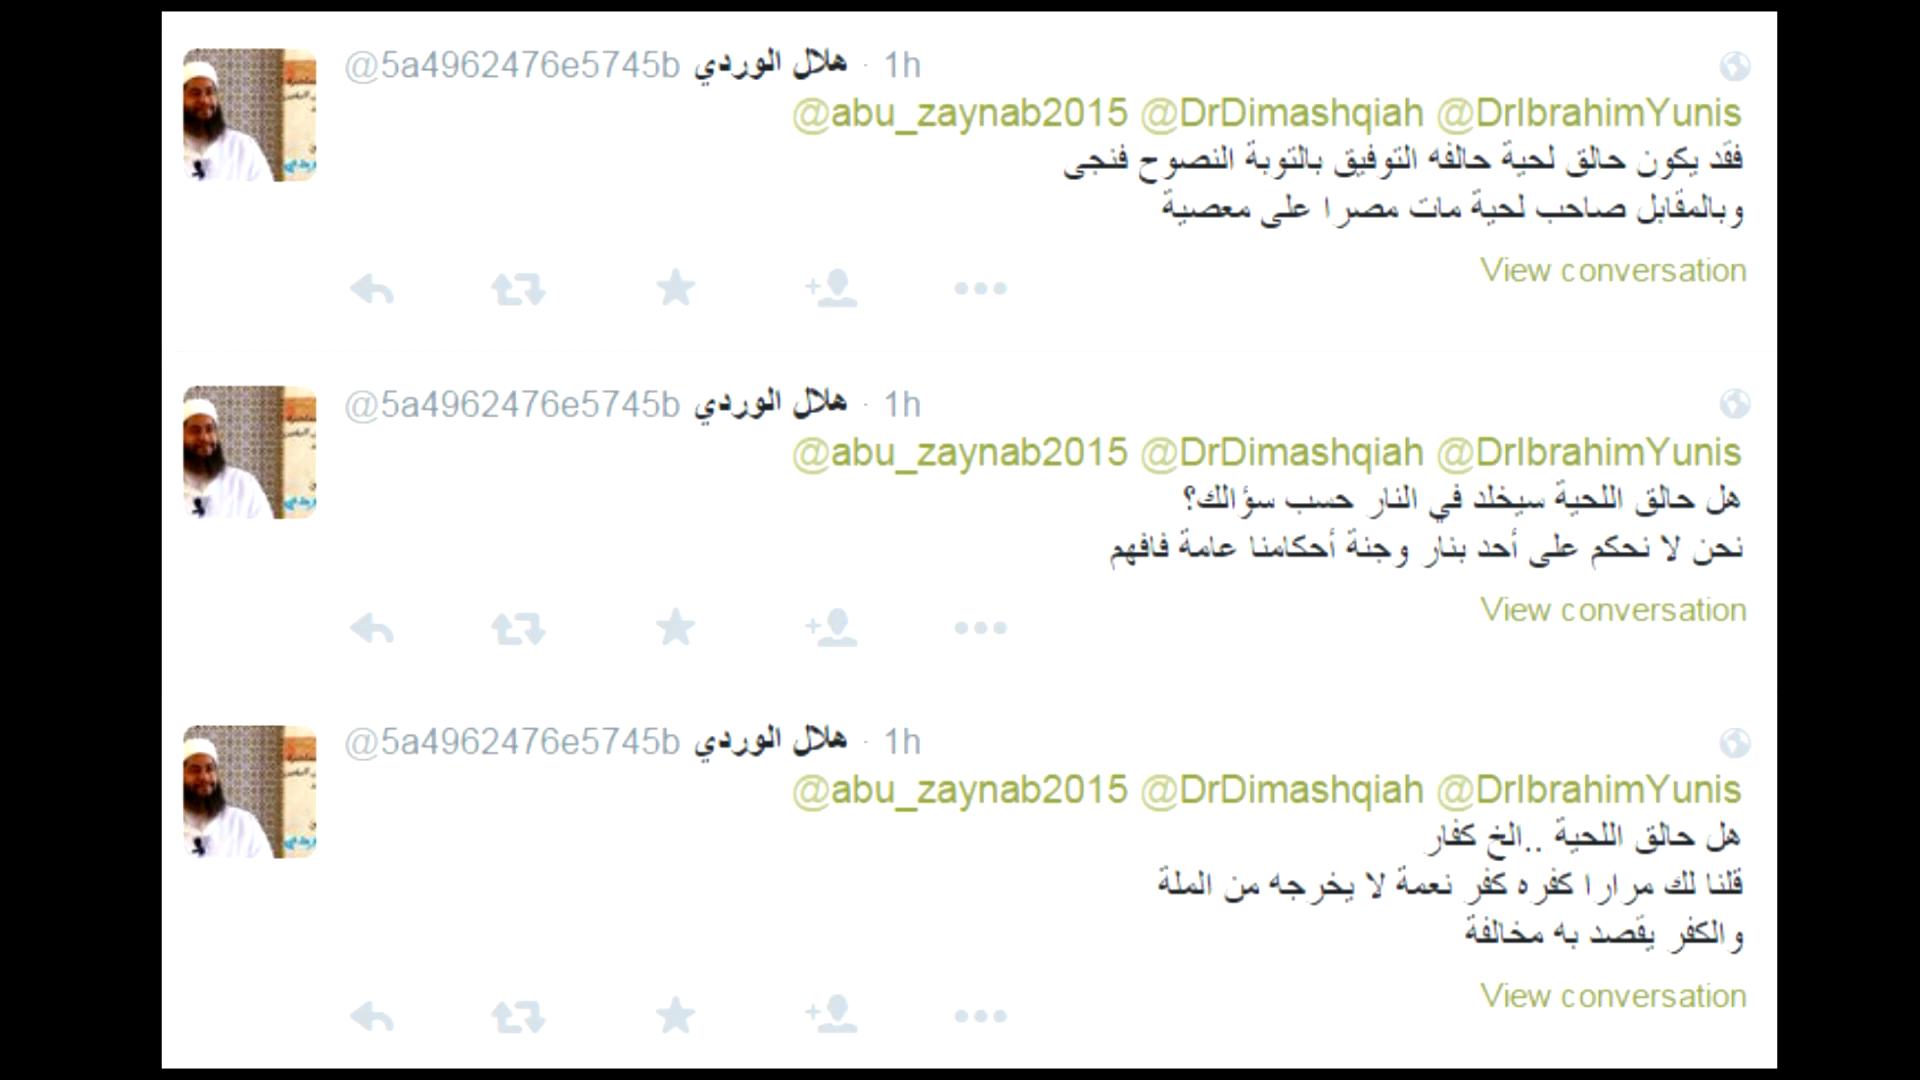 @5a4962476e5745b هلال الوردي · 1h
@abu_zaynab2015 @DrDimashqiah @DrIbrahimYunis
فقد يكون حالق لحية حالفه التوفيق بالتوبة النصوح فنجى
وبالمقابل صاحب لحية مات مصرا على معصية
View conversation
@5a4962476e5745b هلال الوردي · 1h
@abu_zaynab2015 @DrDimashqiah @DrIbrahimYunis
هل حالق اللحية سيخلد في النار حسب سؤالك؟
نحن لا نحكم على أحد بنار وجنة أحكامنا عامة فافهم
View conversation
@5a4962476e5745b هلال الوردي · 1h
@abu_zaynab2015 @DrDimashqiah @DrIbrahimYunis
هل حالق اللحية ..الخ كفار
قلنا لك مرارا كفره كفر نعمة لا يخرجه من الملة
والكفر يقصد به مخالفة
View conversation